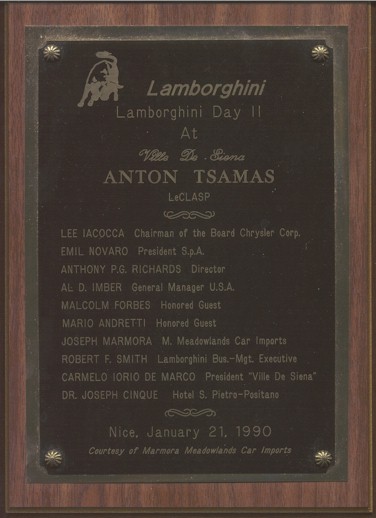 Lamborghini
Lamborghini Day II
At
Ville De Siena
ANTON TSAMAS
LeCLASP
LEE IACOCCA Chairman of the Board Chrysler Corp.
EMIL NOVARO President S.p.A.
ANTHONY P.G. RICHARDS Director
AL D. IMBER General Manager U.S.A.
MALCOLM FORBES Honored Guest
MARIO ANDRETTI Honored Guest
JOSEPH MARMORA M. Meadowlands Car Imports
ROBERT F. SMITH Lamborghini Bus.-Mgt. Executive
CARMELO IORIO DE MARCO President "Ville De Siena"
DR. JOSEPH CINQUE Hotel S. Pietro-Positano
Nice, January 21, 1990
Courtesy of Marmora Meadowlands Car Imports